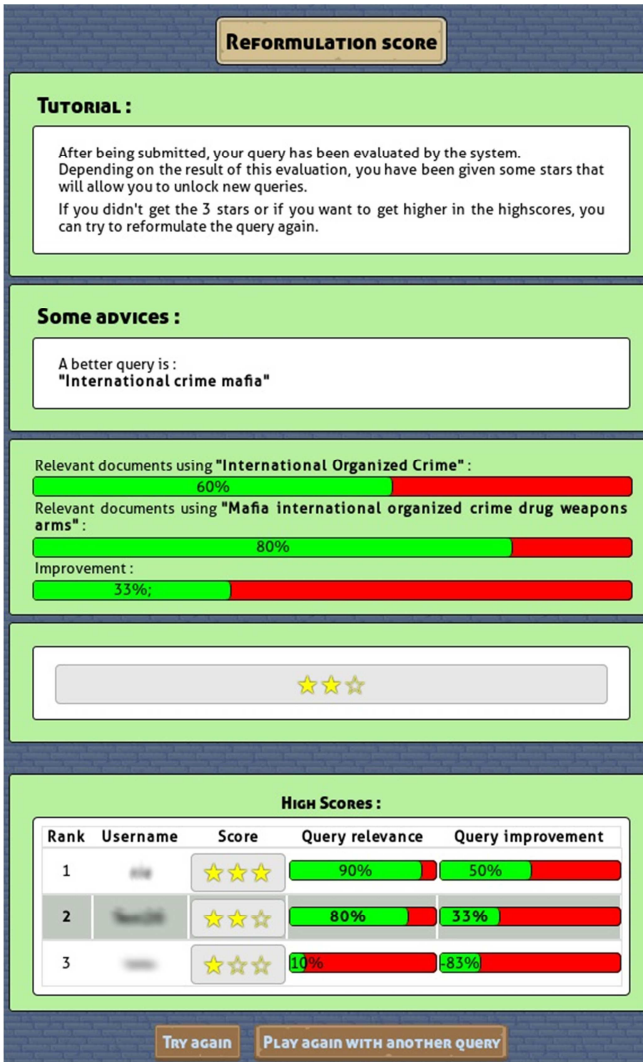 Reformulation score
Tutorial :
After being submitted, your query has been evaluated by the system.
Depending on the result of this evaluation, you have been given some stars that
will allow you to unlock new queries.
If you didn't get the 3 stars or if you want to get higher in the highscores, you
can try to reformulate the query again.
Some advices :
A better query is :
"International crime mafia"
Relevant documents using "International Organized Crime" :
60%
Relevant documents using "Mafia international organized crime drug weapons
arms" :
80%
Improvement :
33%;
High Scores :
Rank Username Score Query relevance Query improvement
1 90% 50%
2 80% 33%
3 10% -83%
Try again Play again with another query